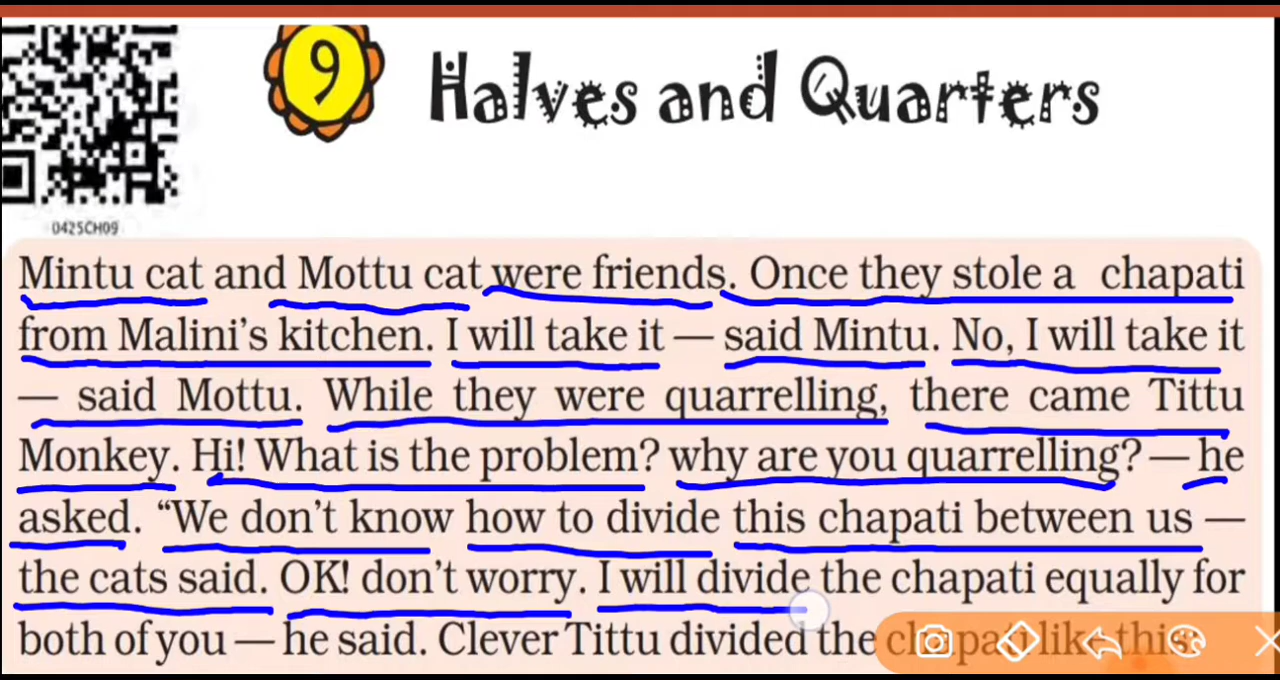 9
Halves and Quarters
0425CH09
Mintu cat and Mottu cat were friends. Once they stole a chapati
from Malini's kitchen. I will take it — said Mintu. No, I will take it
— said Mottu. While they were quarrelling, there came Tittu
Monkey. Hi! What is the problem? why are you quarrelling? — he
asked. “We don't know how to divide this chapati between us —
the cats said. OK! don't worry. I will divide the chapati equally for
both of you — he said. Clever Tittu divided the chapati like this: